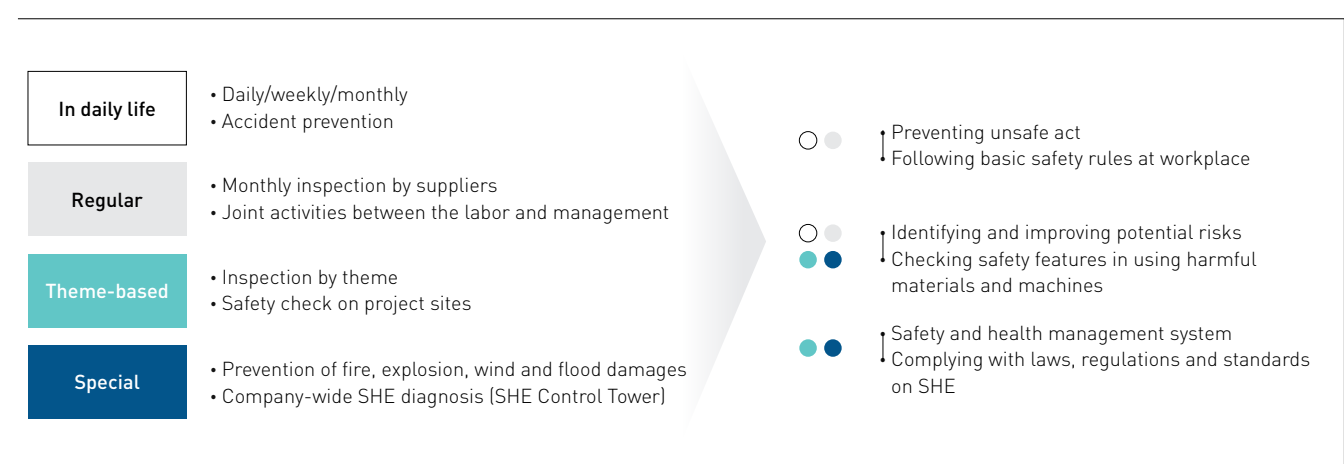 In daily life
• Daily/weekly/monthly
• Accident prevention
Regular
• Monthly inspection by suppliers
• Joint activities between the labor and management
Theme-based
• Inspection by theme
• Safety check on project sites
Special
• Prevention of fire, explosion, wind and flood damages
• Company-wide SHE diagnosis (SHE Control Tower)
• Preventing unsafe act
• Following basic safety rules at workplace
• Identifying and improving potential risks
• Checking safety features in using harmful
materials and machines
• Safety and health management system
• Complying with laws, regulations and standards
on SHE